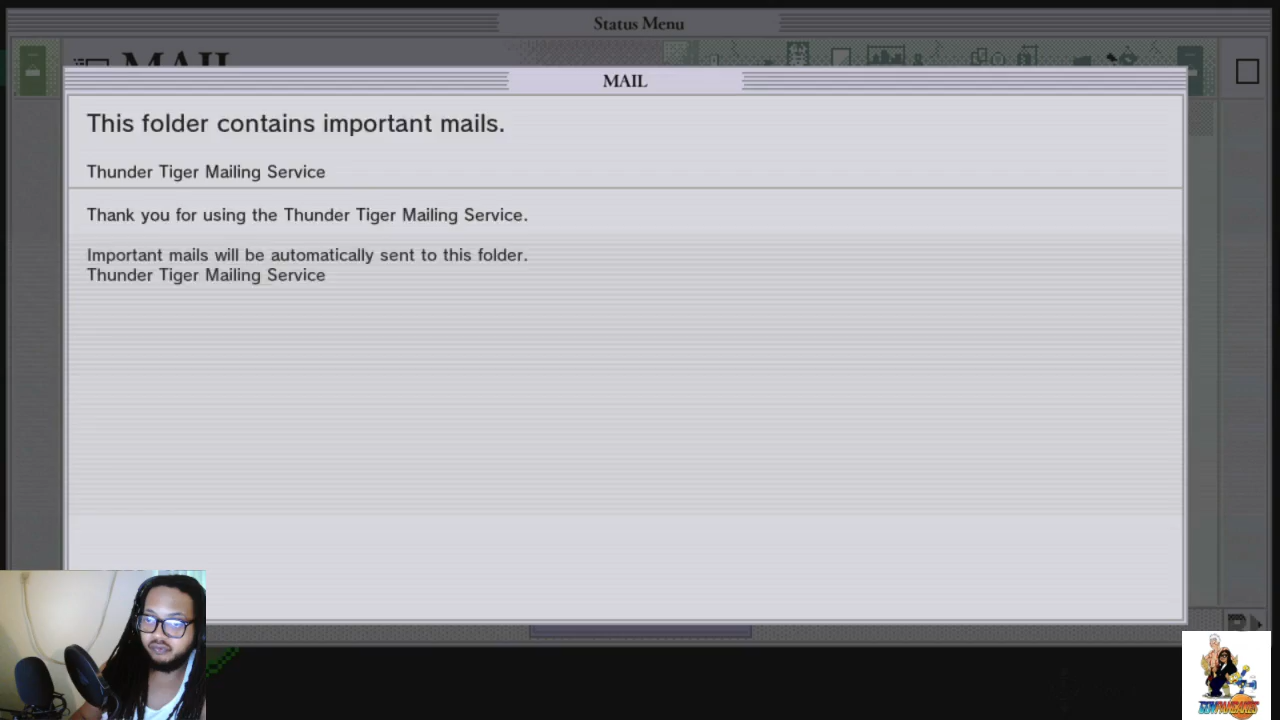 Status Menu
MAIL
MAIL
This folder contains important mails.
Thunder Tiger Mailing Service
Thank you for using the Thunder Tiger Mailing Service.
Important mails will be automatically sent to this folder.
Thunder Tiger Mailing Service
R